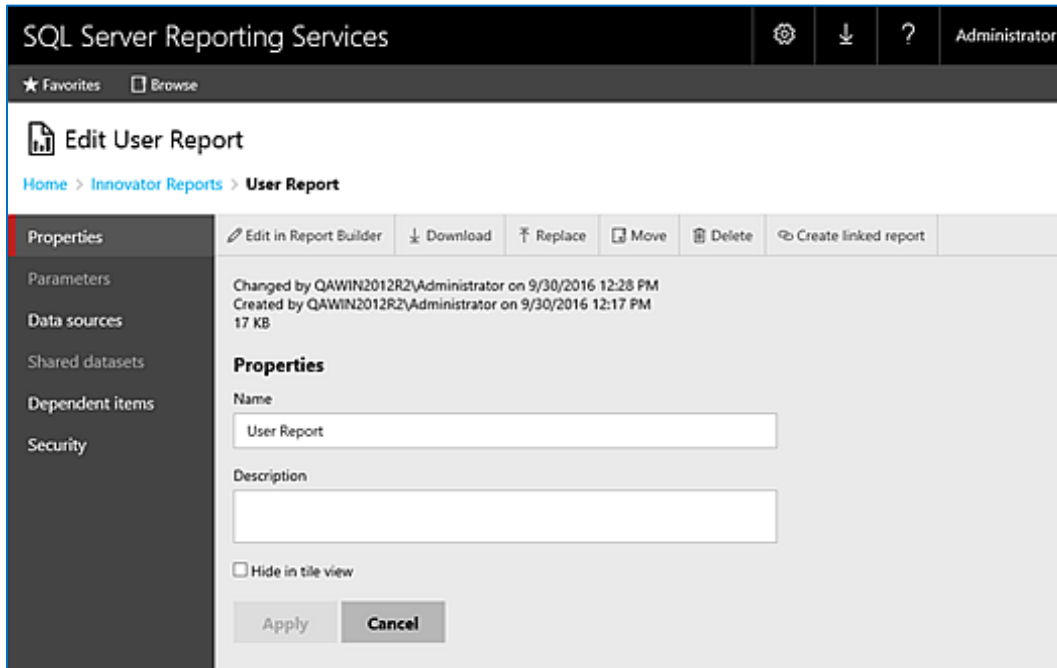 SQL Server Reporting Services
? Administrator
Favorites Browse
Edit User Report
Home > Innovator Reports > User Report
Properties
Edit in Report Builder Download Replace Move Delete Create linked report
Parameters
Changed by QAWIN2012R2\Administrator on 9/30/2016 12:28 PM
Created by QAWIN2012R2\Administrator on 9/30/2016 12:17 PM
Data sources
17 KB
Shared datasets
Properties
Dependent items
Name
Security
User Report
Description
Hide in tile view
Apply Cancel